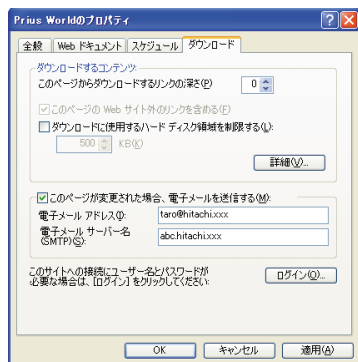 Prius Worldのプロパティ
全般 Web ドキュメント スケジュール ダウンロード
ダウンロードするコンテンツ:
このページからダウンロードするリンクの深さ(P) 0
このページの Web サイト外のリンクを含める(F)
ダウンロードに使用するハード ディスク領域を制限する(L):
500 KB(K)
詳細(V)...
このページが変更された場合、電子メールを送信する(M):
電子メール アドレス(I): taro@hitachi.xxx
電子メール サーバー名
(SMTP)(S): abc.hitachi.xxx
このサイトへの接続にユーザー名とパスワードが
必要な場合は、[ログイン] をクリックしてください:
ログイン(O)...
OK キャンセル 適用(A)